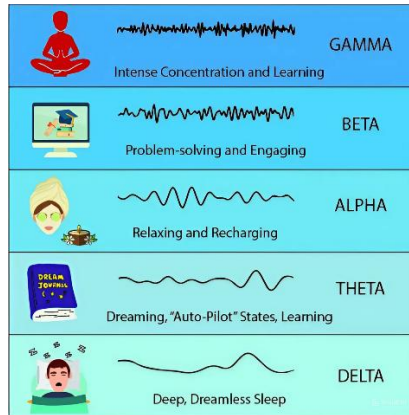 GAMMA
Intense Concentration and Learning
BETA
Problem-solving and Engaging
ALPHA
Relaxing and Recharging
DREAM
JOURNAL
THETA
Dreaming, "Auto-Pilot" States, Learning
DELTA
Deep, Dreamless Sleep